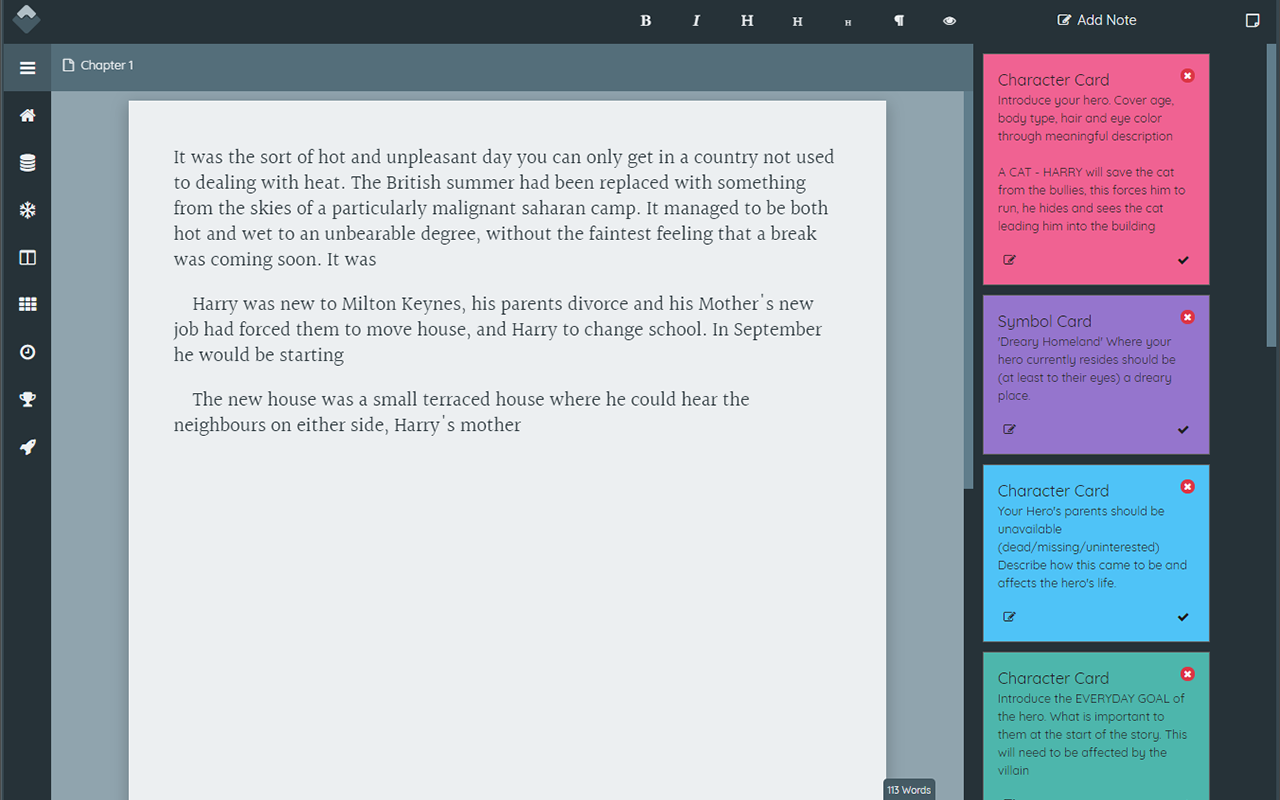 B I H H H ¶
Add Note
Chapter 1
It was the sort of hot and unpleasant day you can only get in a country not used
to dealing with heat. The British summer had been replaced with something
from the skies of a particularly malignant saharan camp. It managed to be both
hot and wet to an unbearable degree, without the faintest feeling that a break
was coming soon. It was
Harry was new to Milton Keynes, his parents divorce and his Mother's new
job had forced them to move house, and Harry to change school. In September
he would be starting
The new house was a small terraced house where he could hear the
neighbours on either side, Harry's mother
113 Words
Character Card
Introduce your hero. Cover age,
body type, hair and eye color
through meaningful description
A CAT - HARRY will save the cat
from the bullies, this forces him to
run, he hides and sees the cat
leading him into the building
Symbol Card
'Dreary Homeland' Where your
hero currently resides should be
(at least to their eyes) a dreary
place.
Character Card
Your Hero's parents should be
unavailable
(dead/missing/uninterested)
Describe how this came to be and
affects the hero's life.
Character Card
Introduce the EVERYDAY GOAL of
the hero. What is important to
them at the start of the story. This
will need to be affected by the
villain